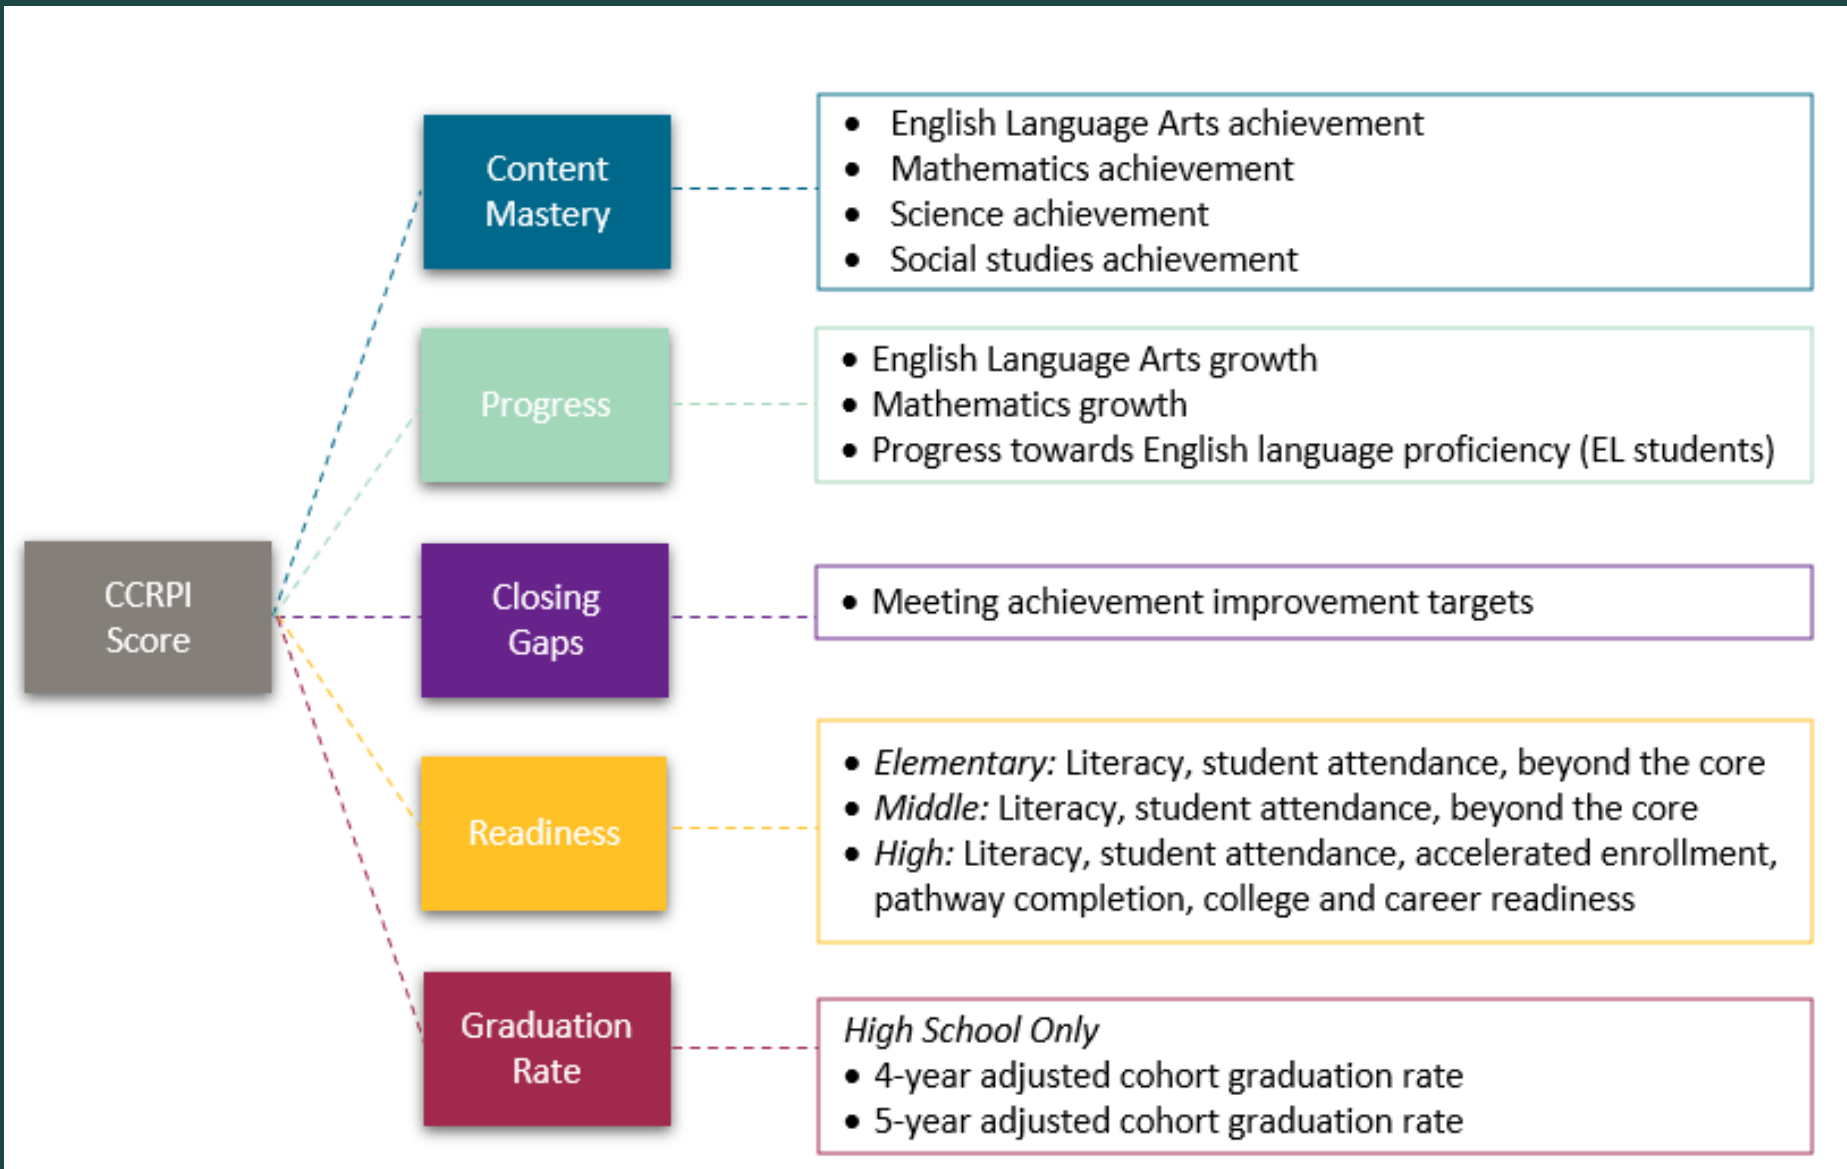 Content
Mastery
• English Language Arts achievement
• Mathematics achievement
• Science achievement
• Social studies achievement
Progress
• English Language Arts growth
• Mathematics growth
• Progress towards English language proficiency (EL students)
CCRPI
Score
Closing
Gaps
• Meeting achievement improvement targets
Readiness
• Elementary: Literacy, student attendance, beyond the core
• Middle: Literacy, student attendance, beyond the core
• High: Literacy, student attendance, accelerated enrollment,
pathway completion, college and career readiness
Graduation
Rate
High School Only
• 4-year adjusted cohort graduation rate
• 5-year adjusted cohort graduation rate